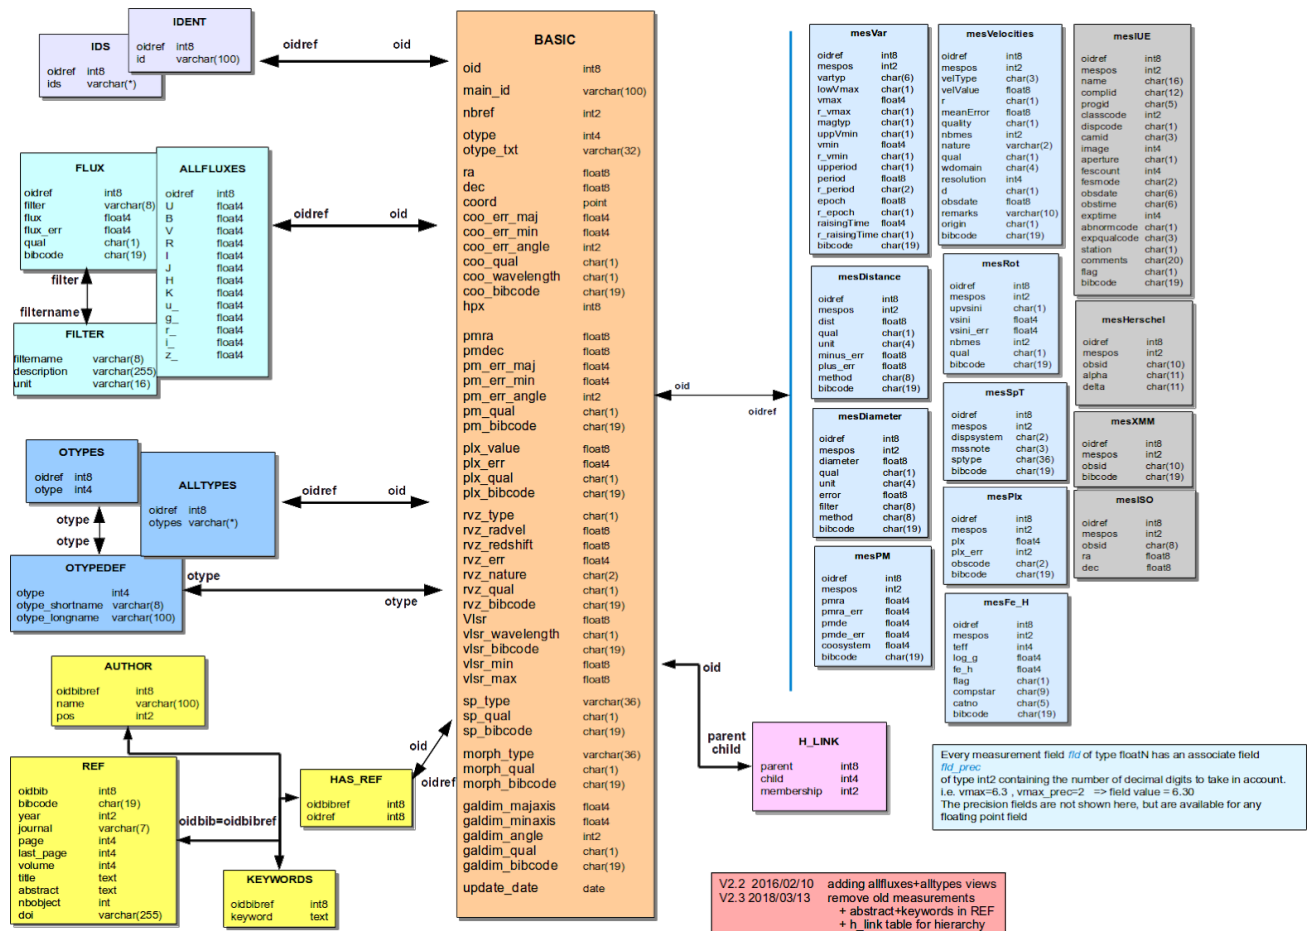 IDENT
oidref int8
id varchar(100)
IDS
oidref int8
ids varchar(*)
oidref oid
FLUX
oidref int8
filter varchar(8)
flux float4
flux_err float4
qual char(1)
bibcode char(19)
ALLFLUXES
oidref int8
U float4
B float4
V float4
R float4
I float4
J float4
H float4
K float4
u_ float4
g_ float4
r_ float4
i_ float4
z_ float4
oidref oid
filter
filtername
FILTER
filtername varchar(8)
description varchar(255)
unit varchar(16)
OTYPES
oidref int8
otype int4
ALLTYPES
oidref int8
otypes varchar(*)
oidref oid
otype
otype
OTYPEDEF
otype int4
otype_shortname varchar(8)
otype_longname varchar(100)
otype
otype
AUTHOR
oidbibref int8
name varchar(100)
pos int2
REF
oidbib int8
bibcode char(19)
year int2
journal varchar(7)
page int4
last_page int4
volume int4
title text
abstract text
nbobject int
doi varchar(255)
oidbib=oidbibref
HAS_REF
oidbibref int8
oidref int8
oid
oidref
KEYWORDS
oidbibref int8
keyword text
BASIC
oid int8
main_id varchar(100)
nbref int2
otype int4
otype_txt varchar(32)
ra float8
dec float8
coord point
coo_err_maj float4
coo_err_min float4
coo_err_angle int2
coo_qual char(1)
coo_wavelength char(1)
coo_bibcode char(19)
hpx int8
pmra float8
pmdec float8
pm_err_maj float4
pm_err_min float4
pm_err_angle int2
pm_qual char(1)
pm_bibcode char(19)
plx_value float8
plx_err float4
plx_qual char(1)
plx_bibcode char(19)
rvz_type char(1)
rvz_radvel float8
rvz_redshift float8
rvz_err float4
rvz_nature char(2)
rvz_qual char(1)
rvz_bibcode char(19)
Vlsr float8
vlsr_wavelength char(1)
vlsr_bibcode char(19)
vlsr_min float8
vlsr_max float8
sp_type varchar(36)
sp_qual char(1)
sp_bibcode char(19)
morph_type varchar(36)
morph_qual char(1)
morph_bibcode char(19)
galdim_majaxis float4
galdim_minaxis float4
galdim_angle int2
galdim_qual char(1)
galdim_bibcode char(19)
update_date date
oid
oidref
mesVar
oidref int8
mespos int2
vartyp char(6)
lowVmax char(1)
vmax float4
r_vmax char(1)
magtyp char(1)
uppVmin char(1)
vmin float4
r_vmin char(1)
upperiod char(1)
period float8
r_period char(2)
epoch float8
r_epoch char(1)
raisingTime float4
r_raisingTime char(1)
bibcode char(19)
mesDistance
oidref int8
mespos int2
dist float8
qual char(1)
unit char(4)
minus_err float8
plus_err float8
method char(8)
bibcode char(19)
mesDiameter
oidref int8
mespos int2
diameter float8
qual char(1)
unit char(4)
error float8
filter char(8)
method char(8)
bibcode char(19)
mesPM
oidref int8
mespos int2
pmra float4
pmra_err float4
pmde float4
pmde_err float4
coosystem float4
bibcode char(19)
mesVelocities
oidref int8
mespos int2
velType char(3)
velValue float8
r char(1)
meanError float8
quality char(1)
nbmes int2
nature varchar(2)
qual char(1)
wdomain char(4)
resolution int4
d char(1)
obsdate float8
remarks varchar(10)
origin char(1)
bibcode char(19)
mesRot
oidref int8
mespos int2
upvsini char(1)
vsini float4
vsini_err float4
nbmes int2
qual char(1)
bibcode char(19)
mesSpT
oidref int8
mespos int2
dispsystem char(2)
mssnote char(3)
sptype char(36)
bibcode char(19)
mesPlx
oidref int8
mespos int2
plx float4
plx_err int2
obscode char(2)
bibcode char(19)
mesFe_H
oidref int8
mespos int2
teff int4
log_g float4
fe_h float4
flag char(1)
compstar char(9)
catno char(5)
bibcode char(19)
mesIUE
oidref int8
mespos int2
name char(16)
complid char(12)
progid char(5)
classcode int2
dispcode char(1)
camid char(3)
image int4
aperture char(1)
fescount int4
fesmode char(2)
obsdate char(6)
obstime char(6)
exptime int4
abnormcode char(1)
expqualcode char(3)
station char(1)
comments char(20)
flag char(1)
bibcode char(19)
mesHerschel
oidref int8
mespos int2
obsid char(10)
alpha char(11)
delta char(11)
mesXMM
oidref int8
mespos int2
obsid char(10)
bibcode char(19)
mesISO
oidref int8
mespos int2
obsid char(8)
ra float8
dec float8
oid
parent
child
H_LINK
parent int8
child int4
membership int2
Every measurement field fld of type floatN has an associate field
fld_prec
of type int2 containing the number of decimal digits to take in account.
i.e. vmax=6.3 , vmax_prec=2 => field value = 6.30
The precision fields are not shown here, but are available for any
floating point field
V2.2 2016/02/10 adding allfluxes+alltypes views
V2.3 2018/03/13 remove old measurements
+ abstract+keywords in REF
+ h_link table for hierarchy